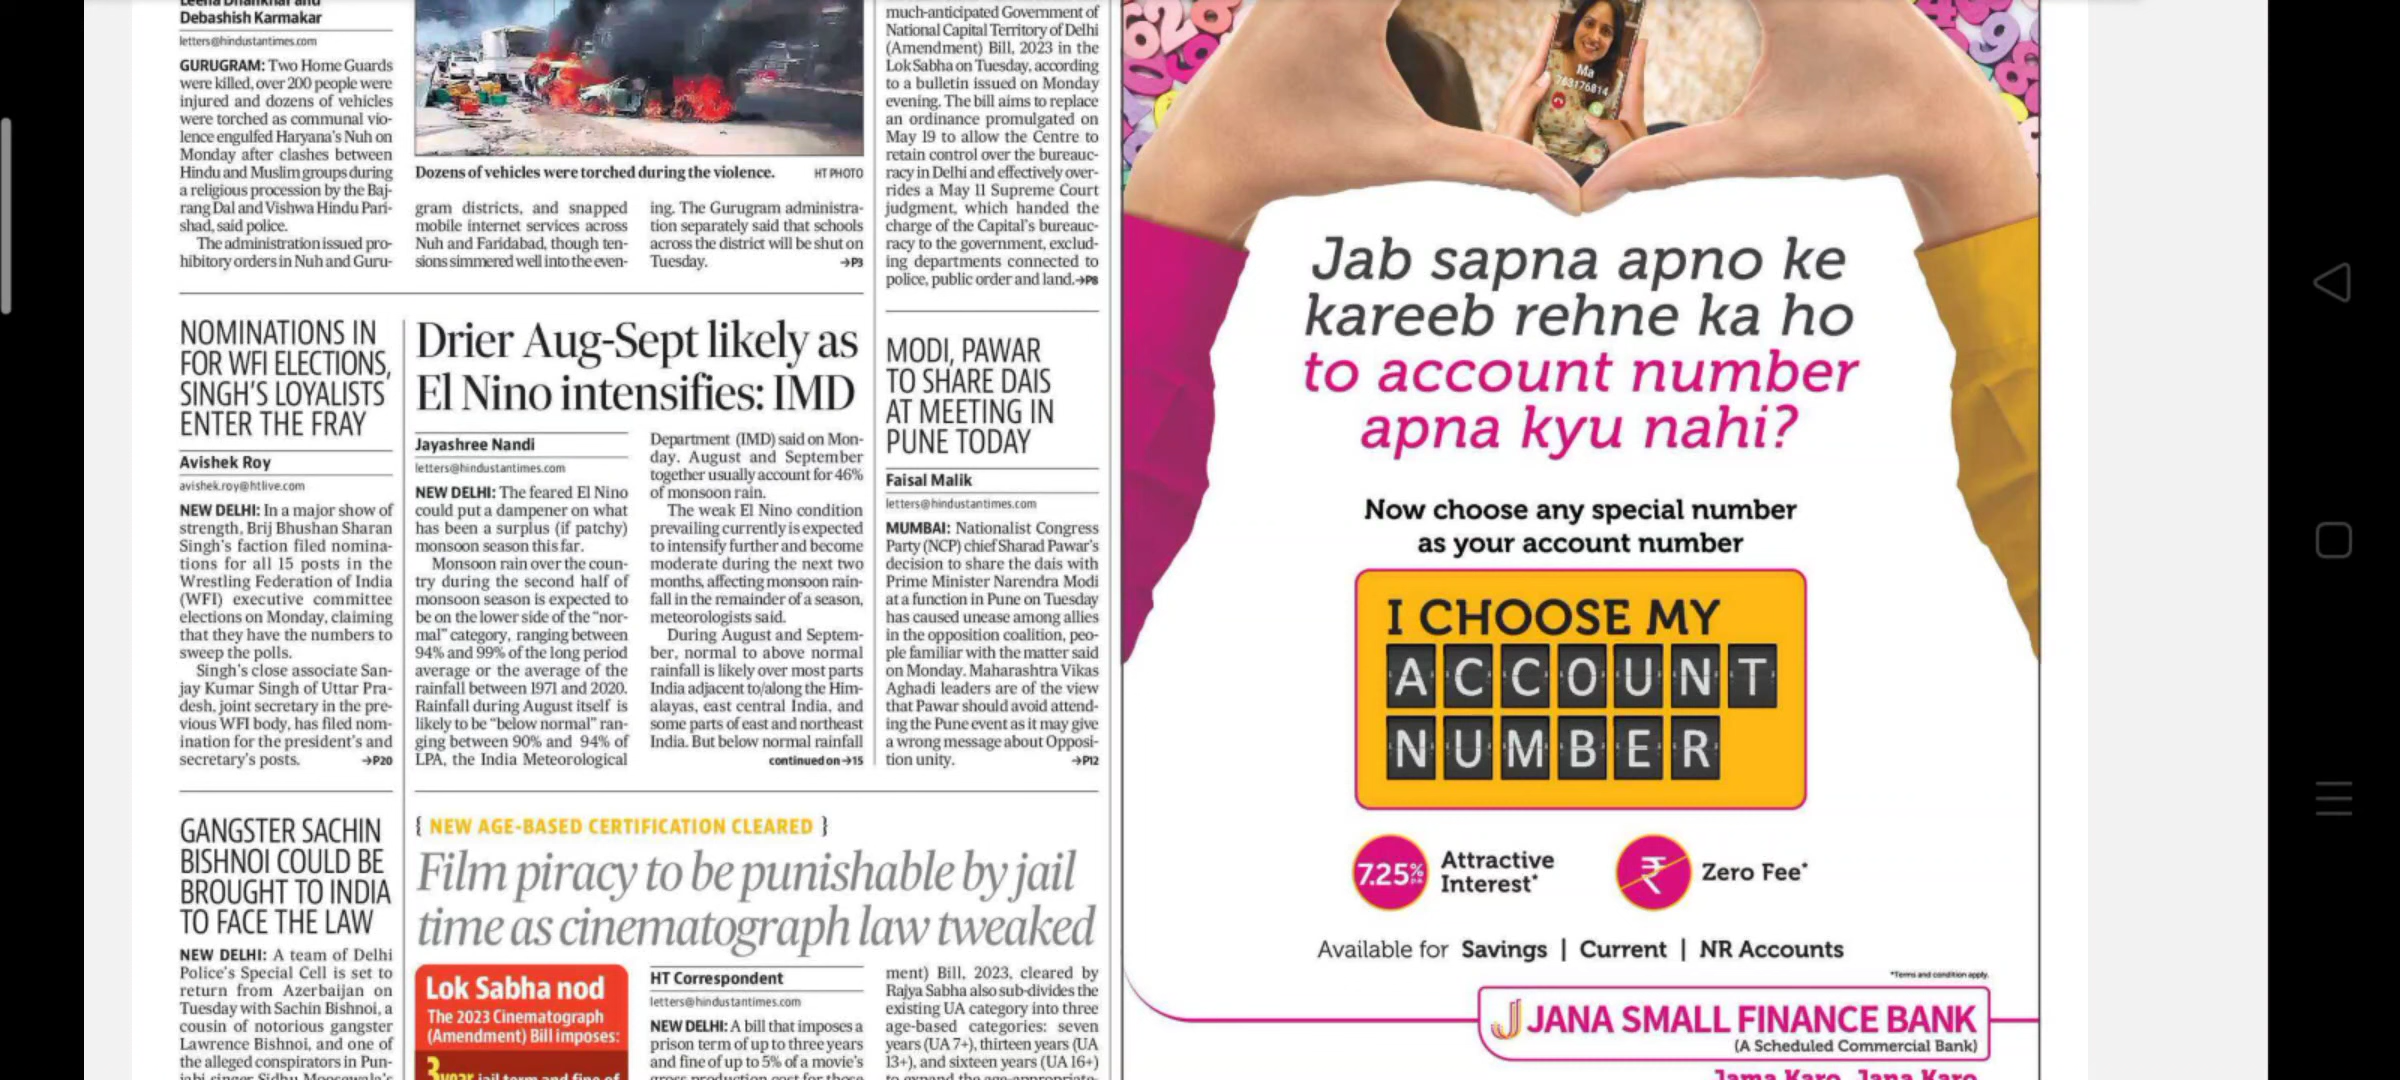 Debashish Karmakar
letters@hindustantimes.com
GURUGRAM: Two Home Guards
were killed, over 200 people were
injured and dozens of vehicles
were torched as communal vio-
lence engulfed Haryana's Nuh on
Monday after clashes between
Hindu and Muslim groups during
a religious procession by the Baj-
rang Dal and Vishwa Hindu Pari-
shad, said police.
The administration issued pro-
hibitory orders in Nuh and Guru-
Dozens of vehicles were torched during the violence.
HT PHOTO
gram districts, and snapped
mobile internet services across
Nuh and Faridabad, though ten-
sions simmered well into the even-
ing. The Gurugram administra-
tion separately said that schools
across the district will be shut on
Tuesday. →P3
much-anticipated Government of
National Capital Territory of Delhi
(Amendment) Bill, 2023 in the
Lok Sabha on Tuesday, according
to a bulletin issued on Monday
evening. The bill aims to replace
an ordinance promulgated on
May 19 to allow the Centre to
retain control over the bureauc-
racy in Delhi and effectively over-
rides a May 11 Supreme Court
judgment, which handed the
charge of the Capital's bureauc-
racy to the government, exclud-
ing departments connected to
police, public order and land.→P8
NOMINATIONS IN
FOR WFI ELECTIONS,
SINGH'S LOYALISTS
ENTER THE FRAY
Avishek Roy
avishek.roy@htlive.com
NEW DELHI: In a major show of
strength, Brij Bhushan Sharan
Singh's faction filed nomina-
tions for all 15 posts in the
Wrestling Federation of India
(WFI) executive committee
elections on Monday, claiming
that they have the numbers to
sweep the polls.
Singh's close associate San-
jay Kumar Singh of Uttar Pra-
desh, joint secretary in the pre-
vious WFI body, has filed nom-
ination for the president's and
secretary's posts. →P20
Drier Aug-Sept likely as
El Nino intensifies: IMD
Jayashree Nandi
letters@hindustantimes.com
NEW DELHI: The feared El Nino
could put a dampener on what
has been a surplus (if patchy)
monsoon season this far.
Monsoon rain over the coun-
try during the second half of
monsoon season is expected to
be on the lower side of the "nor-
mal" category, ranging between
94% and 99% of the long period
average or the average of the
rainfall between 1971 and 2020.
Rainfall during August itself is
likely to be "below normal" ran-
ging between 90% and 94% of
LPA, the India Meteorological
Department (IMD) said on Mon-
day. August and September
together usually account for 46%
of monsoon rain.
The weak El Nino condition
prevailing currently is expected
to intensify further and become
moderate during the next two
months, affecting monsoon rain-
fall in the remainder of a season,
meteorologists said.
During August and Septem-
ber, normal to above normal
rainfall is likely over most parts
India adjacent to/along the Him-
alayas, east central India, and
some parts of east and northeast
India. But below normal rainfall
continued on →15
MODI, PAWAR
TO SHARE DAIS
AT MEETING IN
PUNE TODAY
Faisal Malik
letters@hindustantimes.com
MUMBAI: Nationalist Congress
Party (NCP) chief Sharad Pawar's
decision to share the dais with
Prime Minister Narendra Modi
at a function in Pune on Tuesday
has caused unease among allies
in the opposition coalition, peo-
ple familiar with the matter said
on Monday. Maharashtra Vikas
Aghadi leaders are of the view
that Pawar should avoid attend-
ing the Pune event as it may give
a wrong message about Opposi-
tion unity. →P12
GANGSTER SACHIN
BISHNOI COULD BE
BROUGHT TO INDIA
TO FACE THE LAW
NEW DELHI: A team of Delhi
Police's Special Cell is set to
return from Azerbaijan on
Tuesday with Sachin Bishnoi, a
cousin of notorious gangster
Lawrence Bishnoi, and one of
the alleged conspirators in Pun-
jabi singer Sidhu Moosewala's
{ NEW AGE-BASED CERTIFICATION CLEARED }
Film piracy to be punishable by jail
time as cinematograph law tweaked
Lok Sabha nod
The 2023 Cinematograph
(Amendment) Bill imposes:
3 year jail term and fine of
HT Correspondent
letters@hindustantimes.com
NEW DELHI: A bill that imposes a
prison term of up to three years
and fine of up to 5% of a movie's
gross production cost for those
ment) Bill, 2023, cleared by
Rajya Sabha also sub-divides the
existing UA category into three
age-based categories: seven
years (UA 7+), thirteen years (UA
13+), and sixteen years (UA 16+)
to expand the age-appropriate-
Ma
763176814
Jab sapna apno ke
kareeb rehne ka ho
to account number
apna kyu nahi?
Now choose any special number
as your account number
I CHOOSE MY
ACCOUNT
NUMBER
7.25% p.a.
Attractive
Interest*
₹
Zero Fee*
Available for Savings | Current | NR Accounts
*Terms and condition apply.
JANA SMALL FINANCE BANK
(A Scheduled Commercial Bank)
Jama Karo, Jana Karo